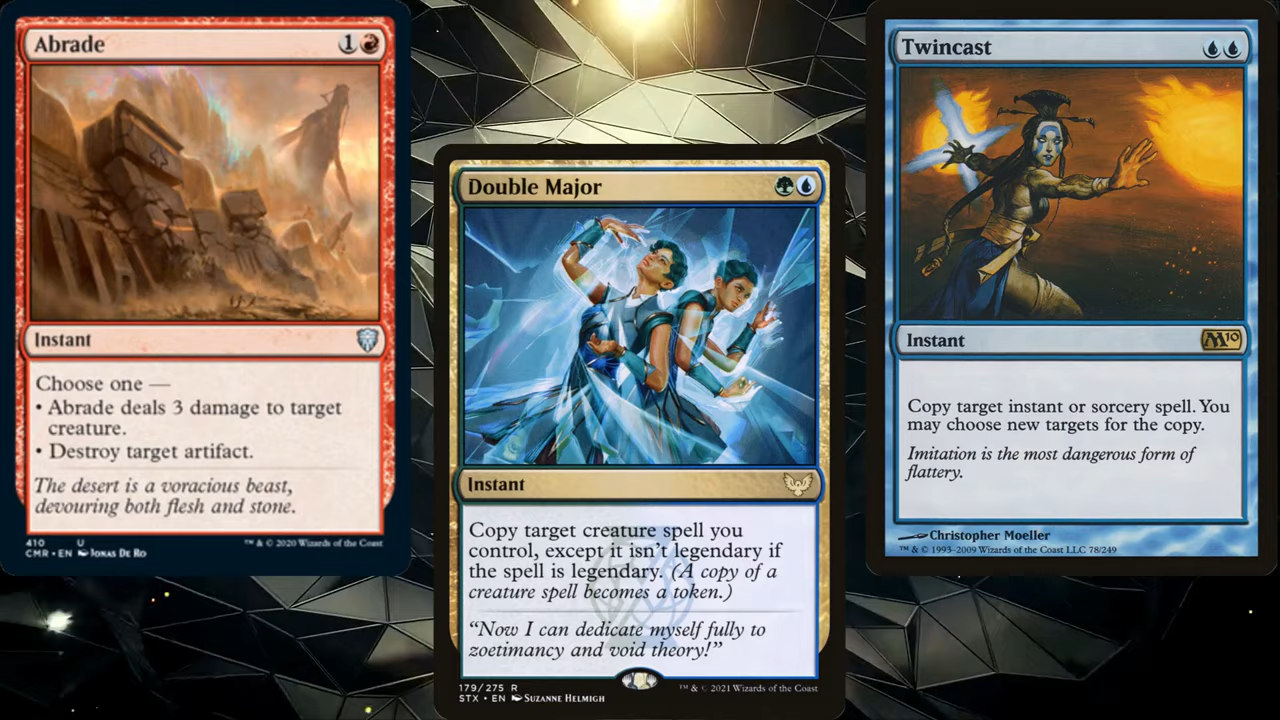 Abrade 1
Instant
Choose one —
• Abrade deals 3 damage to target
creature.
• Destroy target artifact.
The desert is a voracious beast,
devouring both flesh and stone.
410 U
CMR • EN Jonas De Ro
™ & © 2020 Wizards of the Coast
Double Major
Instant
Copy target creature spell you
control, except it isn't legendary if
the spell is legendary. (A copy of a
creature spell becomes a token.)
“Now I can dedicate myself fully to
zoetimancy and void theory!”
179/275 R
STX • EN Suzanne Helmigh
™ & © 2021 Wizards of the Coast
Twincast
Instant
M10
Copy target instant or sorcery spell. You
may choose new targets for the copy.
Imitation is the most dangerous form of
flattery.
Christopher Moeller
™ & © 1993–2009 Wizards of the Coast LLC 78/249